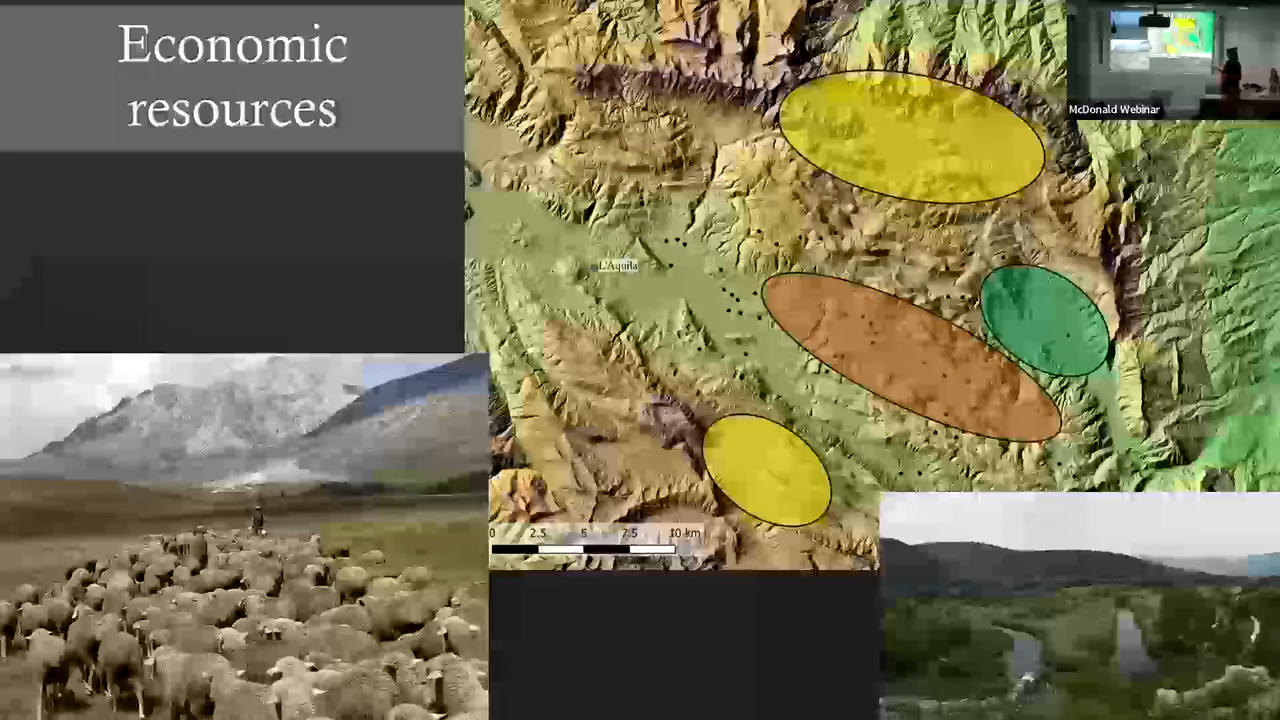 Economic
resources
McDonald Webinar
L'Aquila
0 2.5 5 7.5 10 km